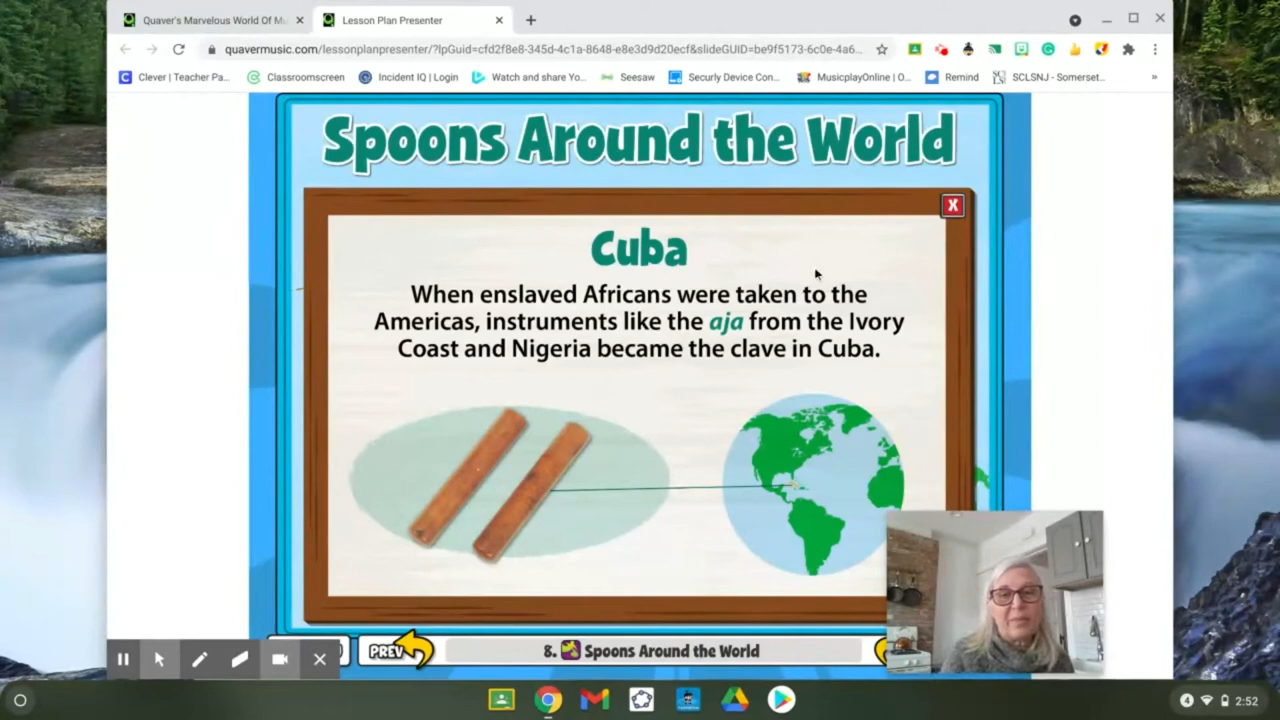 Quaver's Marvelous World Of Mu
Lesson Plan Presenter
quavermusic.com/lessonplanpresenter/?lpGuid=cfd2f8e8-345d-4c1a-8648-e8e3d9d20ecf&slideGUID=be9f5173-6c0e-4a6...
Clever | Teacher Pa...
Classroomscreen
Incident IQ | Login
Watch and share Yo...
Seesaw
Securly Device Con...
MusicplayOnline | O...
Remind
SCLSNJ - Somerset...
»
Spoons Around the World
X
Cuba
When enslaved Africans were taken to the
Americas, instruments like the aja from the Ivory
Coast and Nigeria became the clave in Cuba.
PREV
8. Spoons Around the World
4
2:52